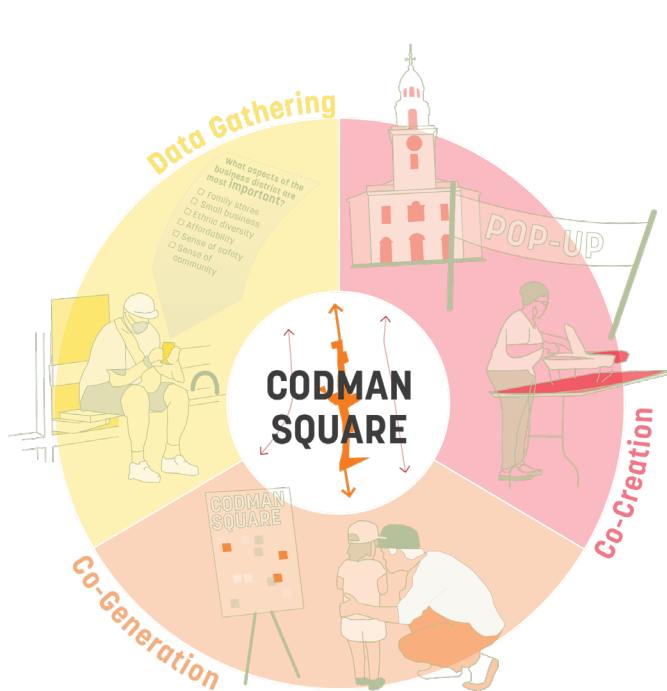 Data Gathering
What aspects of the
business district are
most important?
Family stores
Small business
Ethnic diversity
Affordability
Sense of safety
Sense of
community
POP-UP
CODMAN
SQUARE
Co-Creation
CODMAN
SQUARE
Co-Generation